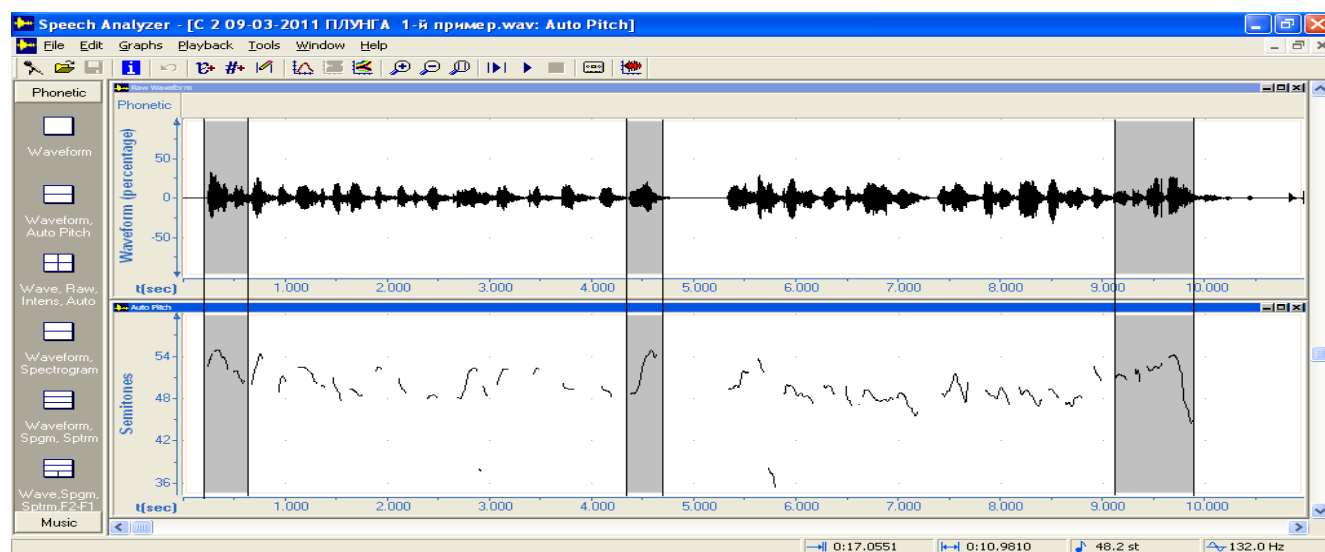 Speech Analyzer - [С 2 09-03-2011 ПЛУНГА 1-й пример.wav: Auto Pitch]
File Edit Graphs Playback Tools Window Help
Phonetic
Waveform
Waveform,
Auto Pitch
Wave, Raw,
Intens, Auto
Waveform,
Spectrogram
Waveform,
Spgm, Sptrm
Wave,Spgm,
Sptrm,F2-F1
Music
Raw Waveform
Phonetic
Waveform (percentage)
50
0
-50
t(sec) 1.000 2.000 3.000 4.000 5.000 6.000 7.000 8.000 9.000 10.000
Auto Pitch
Semitones
54
48
42
36
t(sec) 1.000 2.000 3.000 4.000 5.000 6.000 7.000 8.000 9.000 10.000
0:17.0551 0:10.9810 48.2 st 132.0 Hz